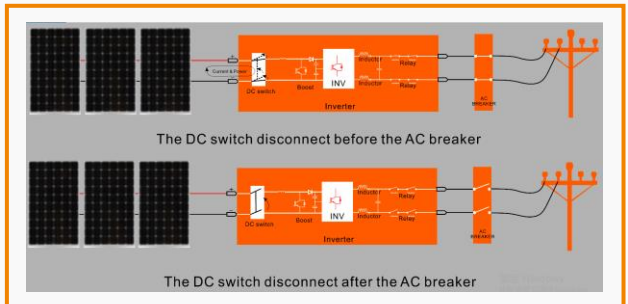 +
Current & Power
DC switch
Boost
INV
Inductor
Inductor
Relay
Relay
Inverter
AC
BREAKER
The DC switch disconnect before the AC breaker
+
DC switch
Boost
INV
Inductor
Inductor
Relay
Relay
Inverter
AC
BREAKER
The DC switch disconnect after the AC breaker